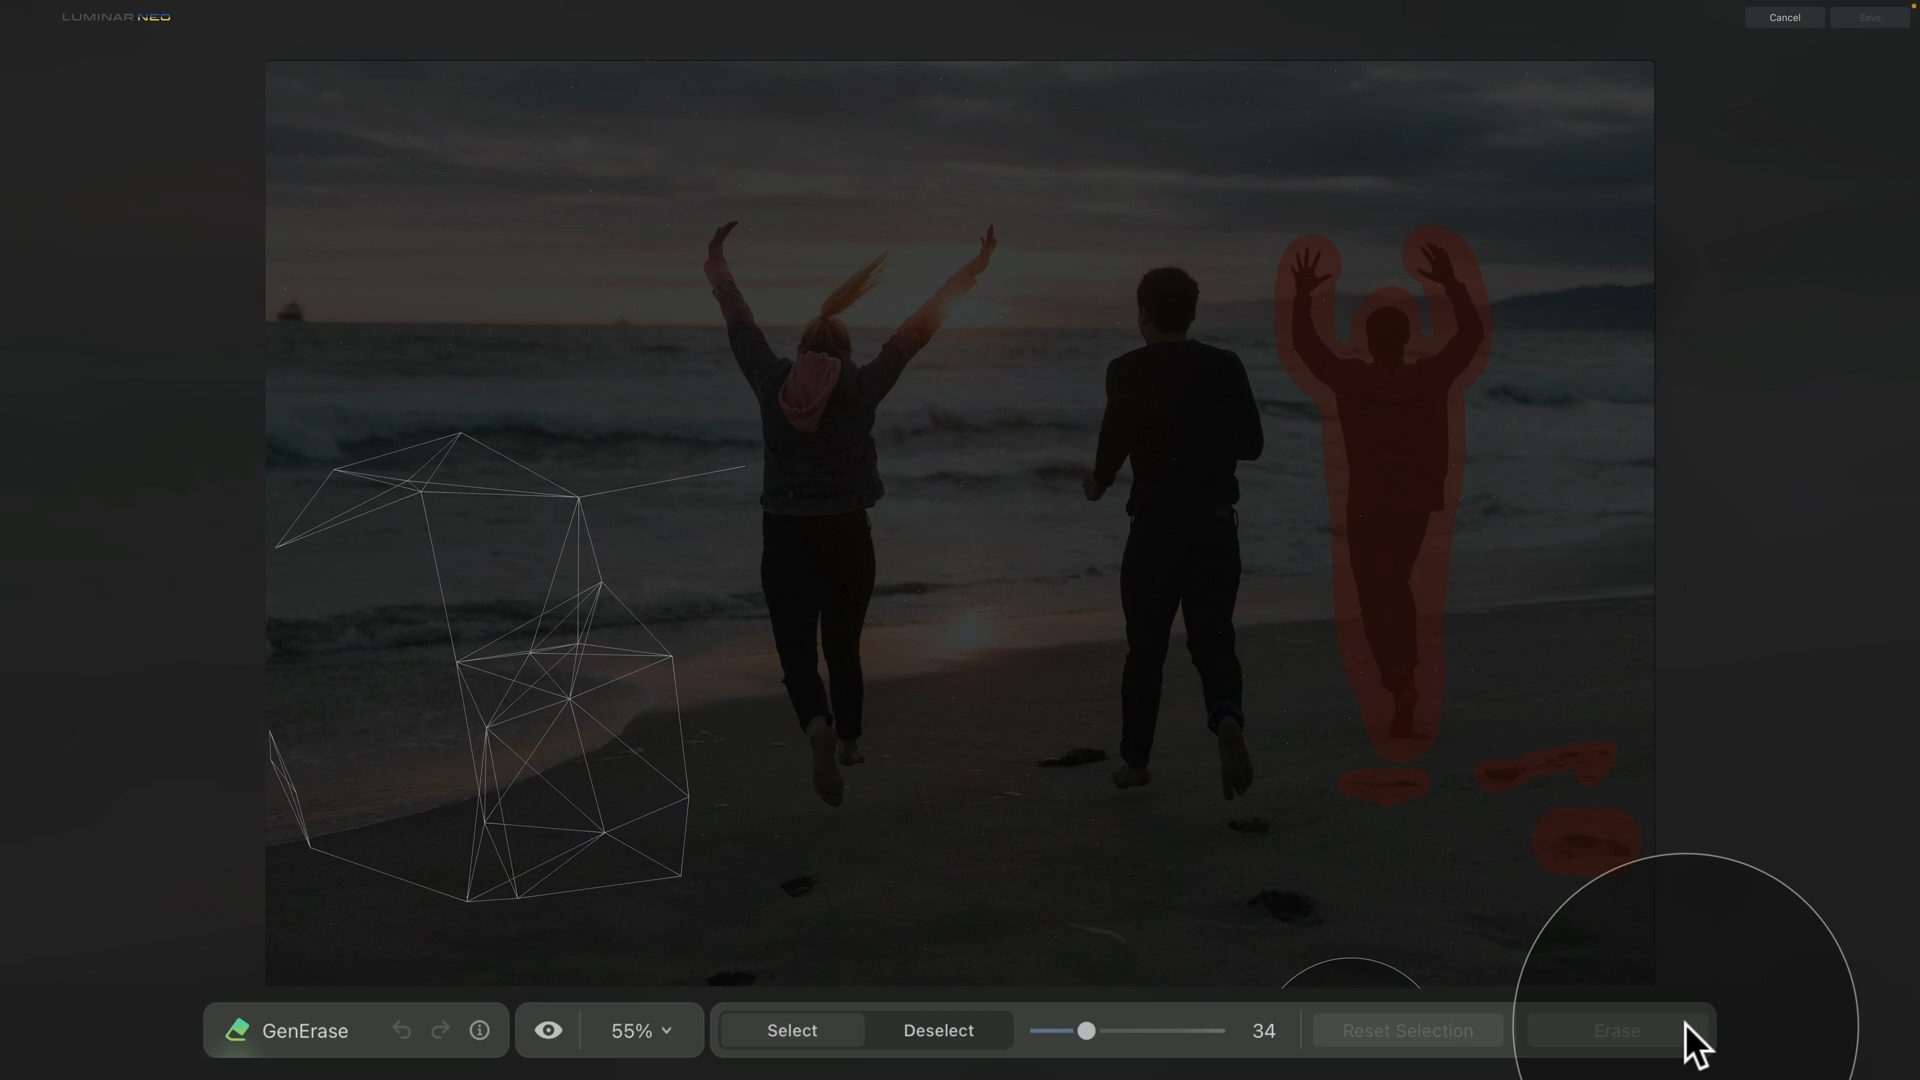 LUMINAR NEO
Cancel
Save
GenErase
55%
Select
Deselect
34
Reset Selection
Erase